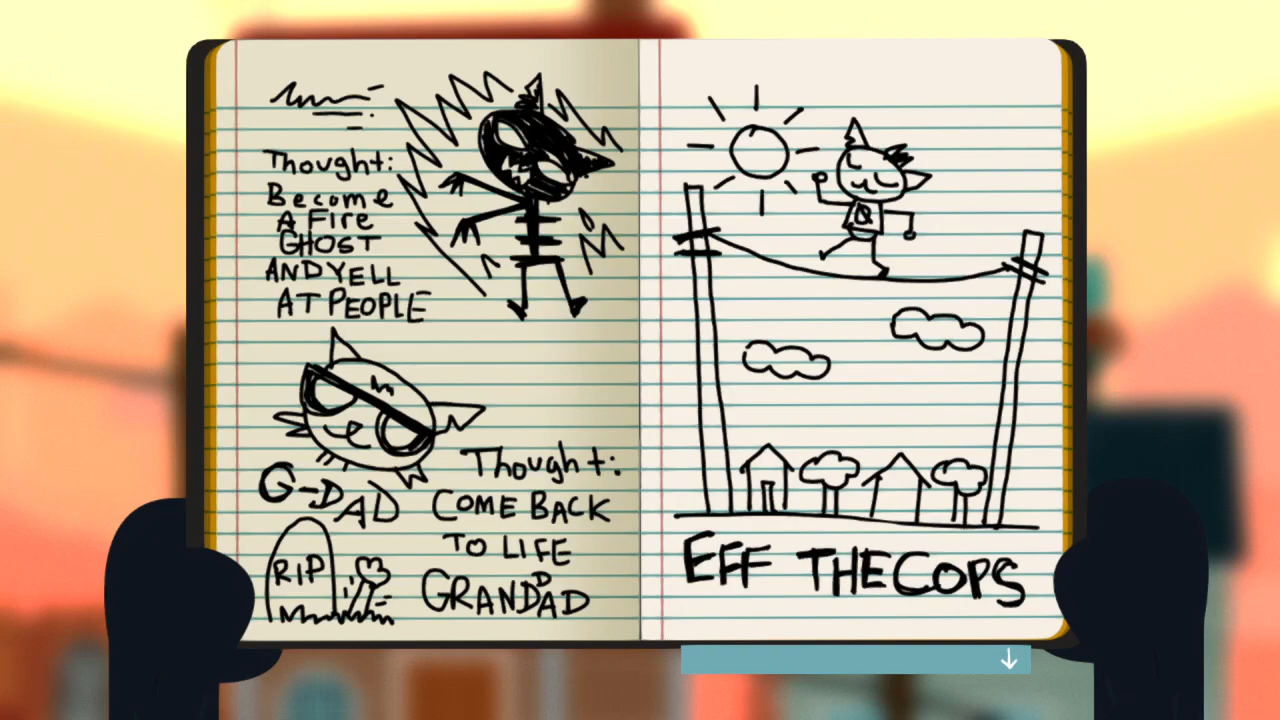 Thought:
Become
A Fire
GHOST
AND YELL
AT PEOPLE
G-DAD
RIP
Thought:
COME BACK
TO LIFE
GRANDDAD
EFF THE COPS